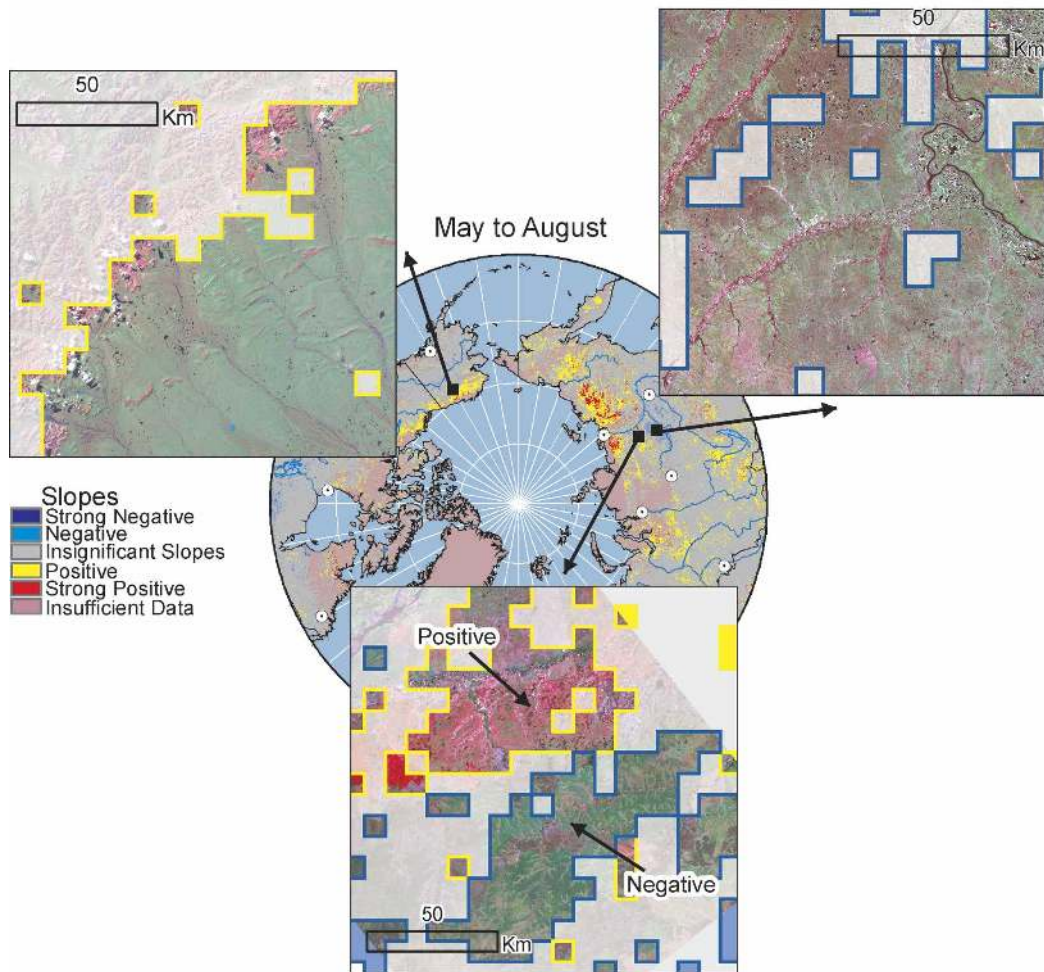 50
Km
50
Km
May to August
Slopes
Strong Negative
Negative
Insignificant Slopes
Positive
Strong Positive
Insufficient Data
Positive
Negative
50
Km